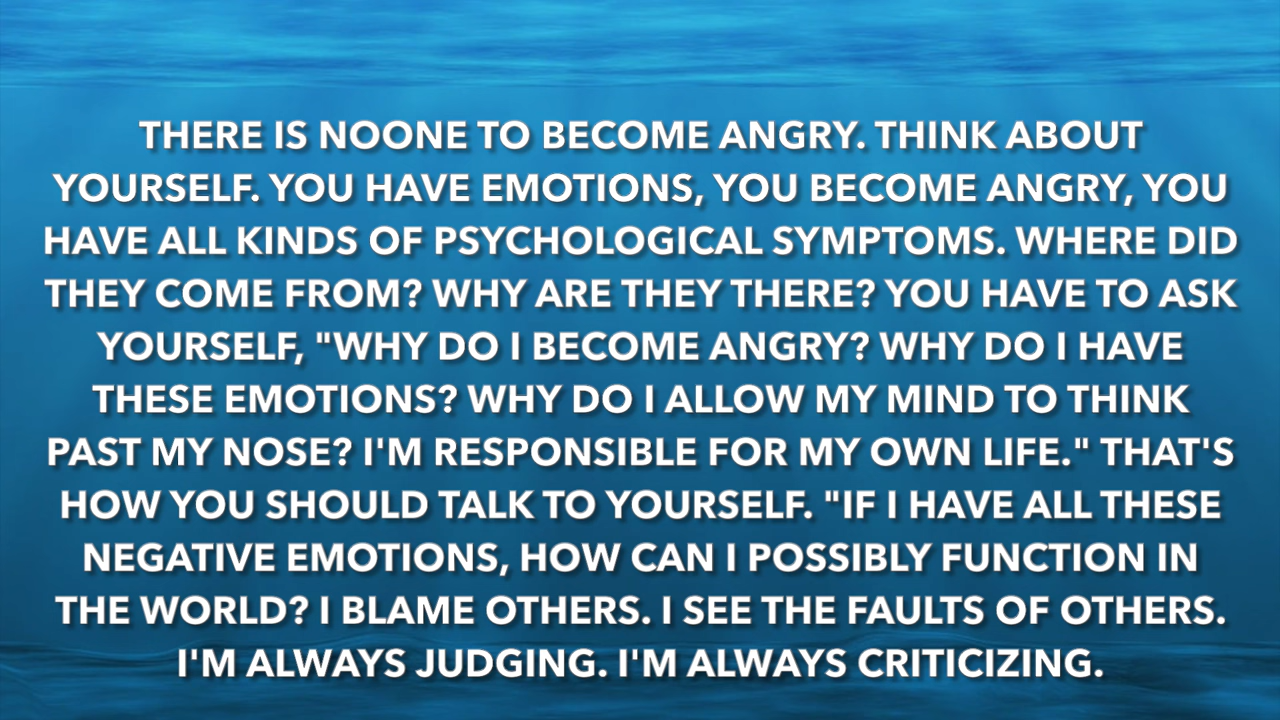 THERE IS NOONE TO BECOME ANGRY. THINK ABOUT
YOURSELF. YOU HAVE EMOTIONS, YOU BECOME ANGRY, YOU
HAVE ALL KINDS OF PSYCHOLOGICAL SYMPTOMS. WHERE DID
THEY COME FROM? WHY ARE THEY THERE? YOU HAVE TO ASK
YOURSELF, "WHY DO I BECOME ANGRY? WHY DO I HAVE
THESE EMOTIONS? WHY DO I ALLOW MY MIND TO THINK
PAST MY NOSE? I'M RESPONSIBLE FOR MY OWN LIFE." THAT'S
HOW YOU SHOULD TALK TO YOURSELF. "IF I HAVE ALL THESE
NEGATIVE EMOTIONS, HOW CAN I POSSIBLY FUNCTION IN
THE WORLD? I BLAME OTHERS. I SEE THE FAULTS OF OTHERS.
I'M ALWAYS JUDGING. I'M ALWAYS CRITICIZING.